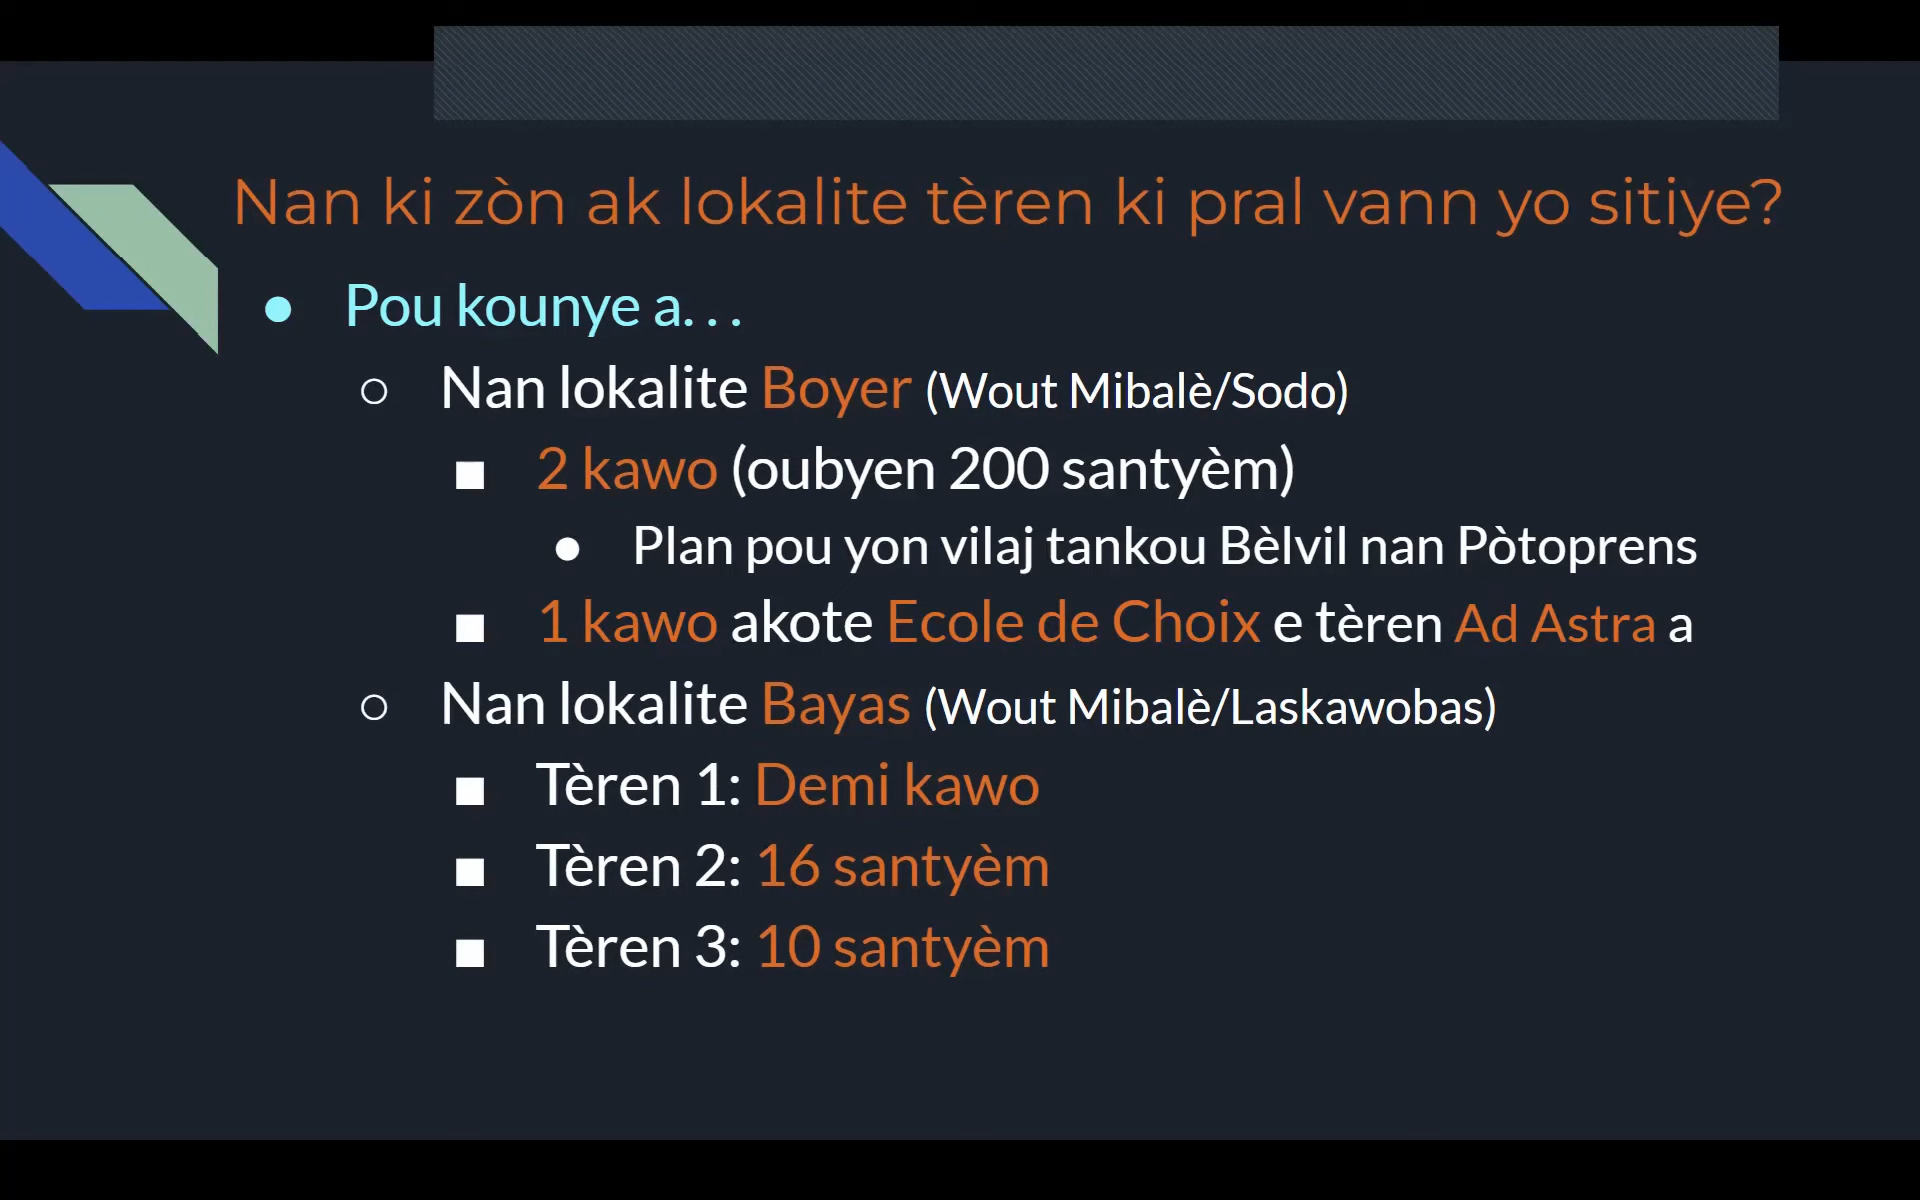 Nan ki zòn ak lokalite tèren ki pral vann yo sitiye?
● Pou kounye a. . .
○ Nan lokalite Boyer (Wout Mibalè/Sodo)
■ 2 kawo (oubyen 200 santyèm)
● Plan pou yon vilaj tankou Bèlvil nan Pòtoprens
■ 1 kawo akote Ecole de Choix e tèren Ad Astra a
○ Nan lokalite Bayas (Wout Mibalè/Laskawobas)
■ Tèren 1: Demi kawo
■ Tèren 2: 16 santyèm
■ Tèren 3: 10 santyèm